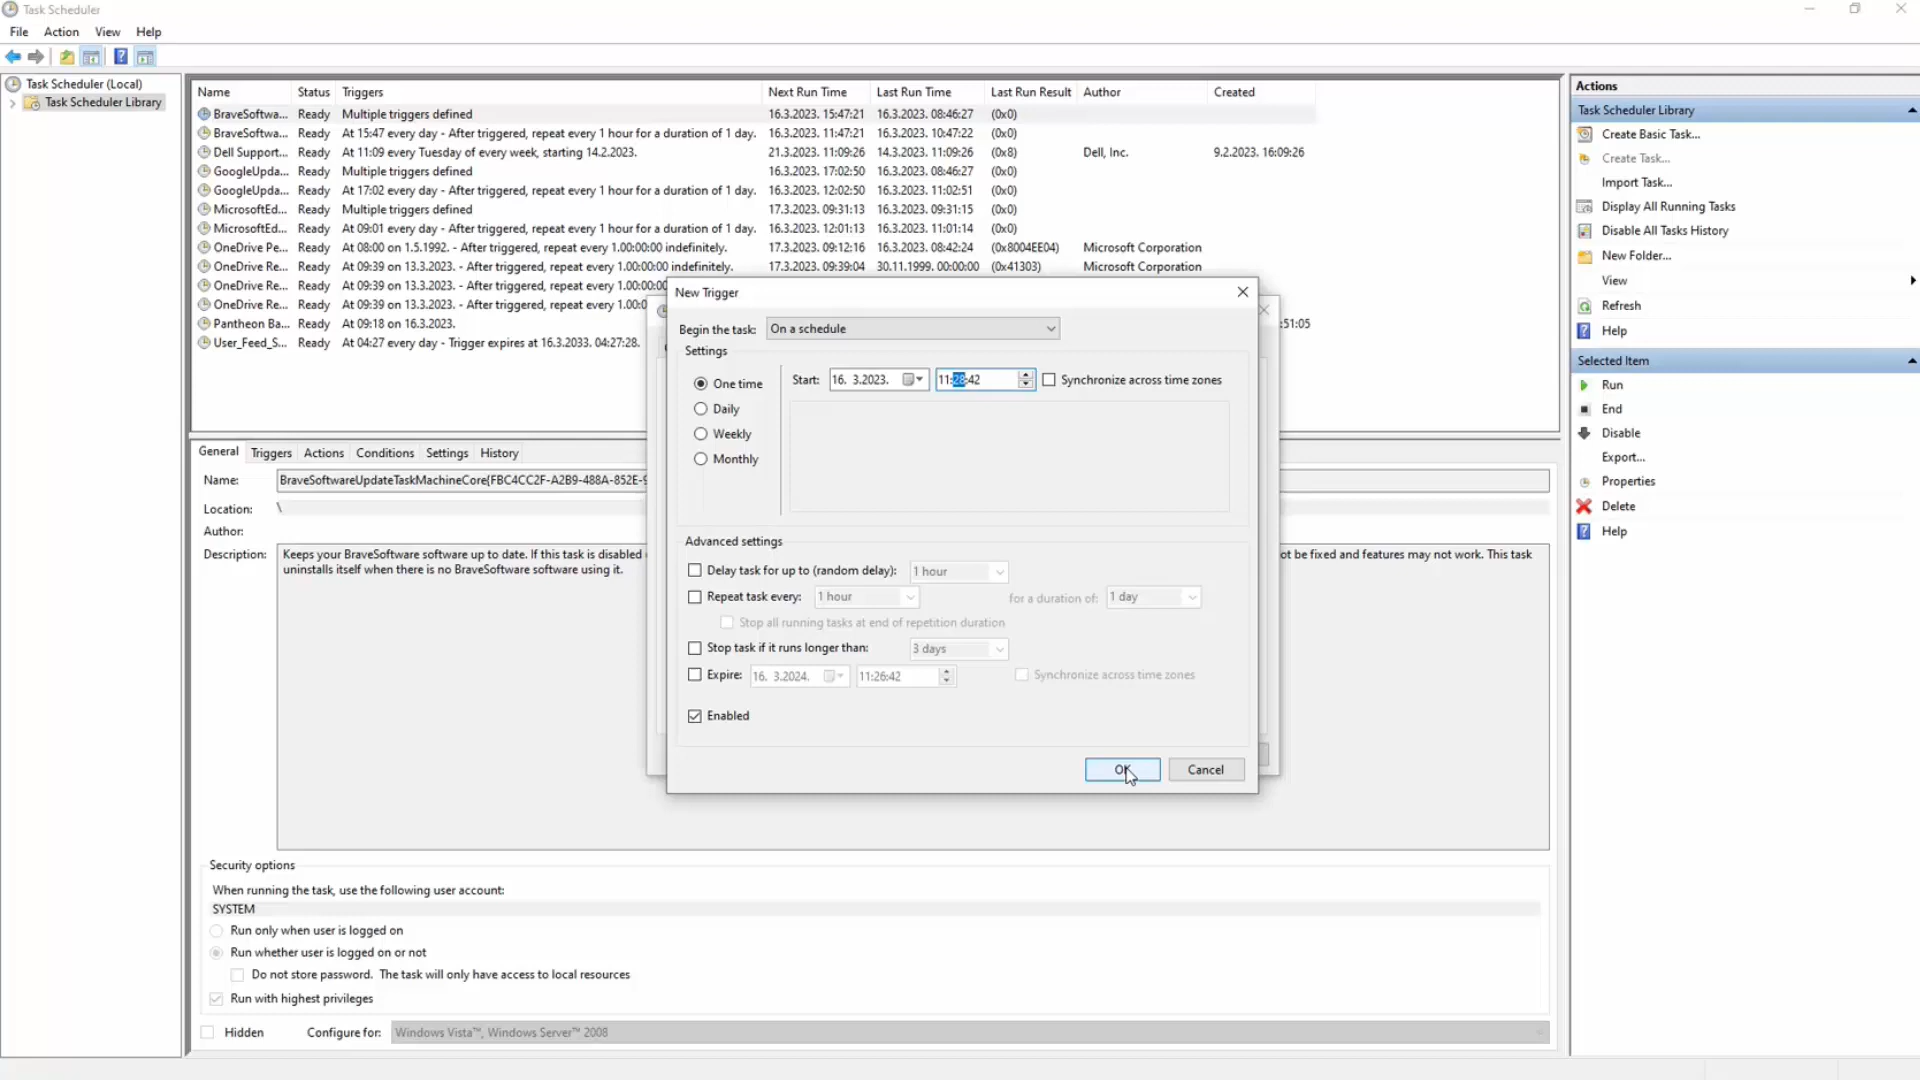 Task Scheduler
File Action View Help
Task Scheduler (Local)
Task Scheduler Library
Name Status Triggers Next Run Time Last Run Time Last Run Result Author Created
BraveSoftwa... Ready Multiple triggers defined 16.3.2023. 15:47:21 16.3.2023. 08:46:27 (0x0)
BraveSoftwa... Ready At 15:47 every day - After triggered, repeat every 1 hour for a duration of 1 day. 16.3.2023. 11:47:21 16.3.2023. 10:47:22 (0x0)
Dell Support... Ready At 11:09 every Tuesday of every week, starting 14.2.2023. 21.3.2023. 11:09:26 14.3.2023. 11:09:26 (0x8) Dell, Inc. 9.2.2023. 16:09:26
GoogleUpda... Ready Multiple triggers defined 16.3.2023. 17:02:50 16.3.2023. 08:46:27 (0x0)
GoogleUpda... Ready At 17:02 every day - After triggered, repeat every 1 hour for a duration of 1 day. 16.3.2023. 12:02:50 16.3.2023. 11:02:51 (0x0)
MicrosoftEd... Ready Multiple triggers defined 17.3.2023. 09:31:13 16.3.2023. 09:31:15 (0x0)
MicrosoftEd... Ready At 09:01 every day - After triggered, repeat every 1 hour for a duration of 1 day. 16.3.2023. 12:01:13 16.3.2023. 11:01:14 (0x0)
OneDrive Pe... Ready At 08:00 on 1.5.1992. - After triggered, repeat every 1.00:00:00 indefinitely. 17.3.2023. 09:12:16 16.3.2023. 08:42:24 (0x8004EE04) Microsoft Corporation
OneDrive Re... Ready At 09:39 on 13.3.2023. - After triggered, repeat every 1.00:00:00 indefinitely. 17.3.2023. 09:39:04 30.11.1999. 00:00:00 (0x41303) Microsoft Corporation
OneDrive Re... Ready At 09:39 on 13.3.2023. - After triggered, repeat every 1.00:00
OneDrive Re... Ready At 09:39 on 13.3.2023. - After triggered, repeat every 1.00:0
Pantheon Ba... Ready At 09:18 on 16.3.2023. :51:05
User_Feed_S... Ready At 04:27 every day - Trigger expires at 16.3.2033. 04:27:28.
New Trigger
Begin the task: On a schedule
Settings
One time
Daily
Weekly
Monthly
Start: 16. 3.2023. 11:28:42 Synchronize across time zones
Advanced settings
Delay task for up to (random delay): 1 hour
Repeat task every: 1 hour for a duration of: 1 day
Stop all running tasks at end of repetition duration
Stop task if it runs longer than: 3 days
Expire: 16. 3.2024. 11:26:42 Synchronize across time zones
Enabled
OK Cancel
General Triggers Actions Conditions Settings History
Name: BraveSoftwareUpdateTaskMachineCore{FBC4CC2F-A2B9-488A-852E-9
Location: \
Author:
Description: Keeps your BraveSoftware software up to date. If this task is disabled ot be fixed and features may not work. This task
uninstalls itself when there is no BraveSoftware software using it.
Security options
When running the task, use the following user account:
SYSTEM
Run only when user is logged on
Run whether user is logged on or not
Do not store password. The task will only have access to local resources
Run with highest privileges
Hidden Configure for: Windows Vista™, Windows Server™ 2008
Actions
Task Scheduler Library
Create Basic Task...
Create Task...
Import Task...
Display All Running Tasks
Disable All Tasks History
New Folder...
View
Refresh
Help
Selected Item
Run
End
Disable
Export...
Properties
Delete
Help